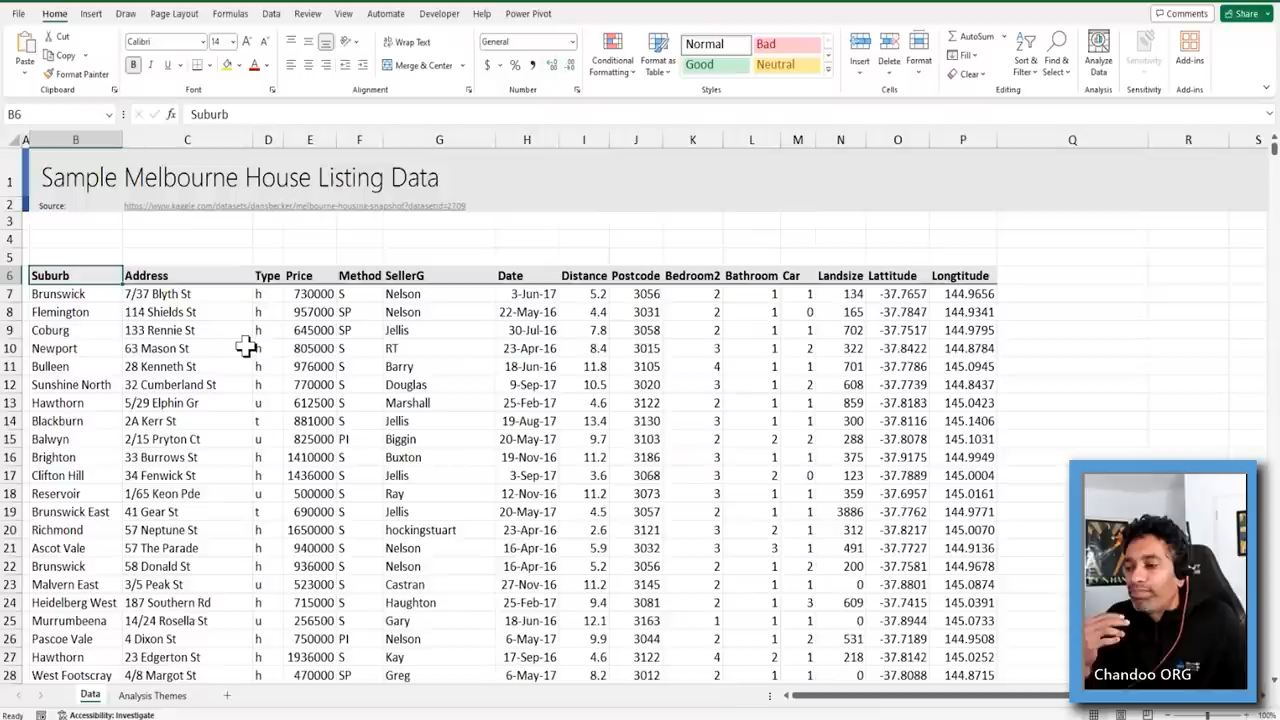 File Home Insert Draw Page Layout Formulas Data Review View Automate Developer Help Power Pivot Comments Share
Paste Cut Copy Format Painter Clipboard
Calibri 14 A A B I U A Font
Wrap Text Merge & Center Alignment
General $ % , Number
Conditional Formatting Format as Table Normal Bad Good Neutral Styles
Insert Delete Format Cells
AutoSum Fill Clear Sort & Filter Find & Select Editing
Analyze Data Analysis Sensitivity Sensitivity Add-ins Add-ins
B6 fx Suburb
A B C D E F G H I J K L M N O P Q R S
1 Sample Melbourne House Listing Data
2 Source: https://www.kaggle.com/datasets/dansbecker/melbourne-housing-snapshot?datasetId=2709
3
4
5
6 Suburb Address Type Price Method SellerG Date Distance Postcode Bedroom2 Bathroom Car Landsize Lattitude Longtitude
7 Brunswick 7/37 Blyth St h 730000 S Nelson 3-Jun-17 5.2 3056 2 1 1 134 -37.7657 144.9656
8 Flemington 114 Shields St h 957000 SP Nelson 22-May-16 4.4 3031 2 1 0 165 -37.7847 144.9341
9 Coburg 133 Rennie St h 645000 SP Jellis 30-Jul-16 7.8 3058 2 1 1 702 -37.7517 144.9795
10 Newport 63 Mason St h 805000 S RT 23-Apr-16 8.4 3015 3 1 2 322 -37.8422 144.8784
11 Bulleen 28 Kenneth St h 976000 S Barry 18-Jun-16 11.8 3105 4 1 1 701 -37.7786 145.0945
12 Sunshine North 32 Cumberland St h 770000 S Douglas 9-Sep-17 10.5 3020 3 1 2 608 -37.7739 144.8437
13 Hawthorn 5/29 Elphin Gr u 612500 S Marshall 25-Feb-17 4.6 3122 2 1 1 859 -37.8183 145.0423
14 Blackburn 2A Kerr St t 881000 S Jellis 19-Aug-17 13.4 3130 3 1 1 300 -37.8116 145.1406
15 Balwyn 2/15 Pryton Ct u 825000 PI Biggin 20-May-17 9.7 3103 2 2 2 288 -37.8078 145.1031
16 Brighton 33 Burrows St h 1410000 S Buxton 19-Nov-16 11.2 3186 3 1 1 375 -37.9175 144.9949
17 Clifton Hill 34 Fenwick St h 1436000 S Jellis 3-Sep-17 3.6 3068 3 2 0 123 -37.7889 145.0004
18 Reservoir 1/65 Keon Pde u 500000 S Ray 12-Nov-16 11.2 3073 3 1 1 359 -37.6957 145.0161
19 Brunswick East 41 Gear St t 690000 S Jellis 20-May-17 4.5 3057 2 1 1 3886 -37.7762 144.9771
20 Richmond 57 Neptune St h 1650000 S hockingstuart 23-Apr-16 2.6 3121 3 2 1 312 -37.8217 145.0070
21 Ascot Vale 57 The Parade h 940000 S Nelson 16-Apr-16 5.9 3032 3 3 1 491 -37.7727 144.9136
22 Brunswick 58 Donald St h 936000 S Nelson 16-Apr-16 5.2 3056 2 1 2 200 -37.7581 144.9678
23 Malvern East 3/5 Peak St u 523000 S Castran 27-Nov-16 11.2 3145 2 1 1 0 -37.8801 145.0874
24 Heidelberg West 187 Southern Rd h 715000 S Haughton 25-Feb-17 9.4 3081 2 1 3 609 -37.7415 145.0391
25 Murrumbeena 14/24 Rosella St u 256500 S Gary 18-Jun-16 12.1 3163 1 1 1 0 -37.8944 145.0733
26 Pascoe Vale 4 Dixon St h 750000 PI Nelson 6-May-17 9.9 3044 2 1 2 531 -37.7189 144.9508
27 Hawthorn 23 Edgerton St h 1936000 S Kay 17-Sep-16 4.6 3122 4 2 1 218 -37.8142 145.0252
28 West Footscray 4/8 Margot St h 470000 SP Greg 6-May-17 8.2 3012 2 1 1 0 -37.8088 144.8715
Chandoo ORG
Data Analysis Themes +
Ready Accessibility: Investigate 100%